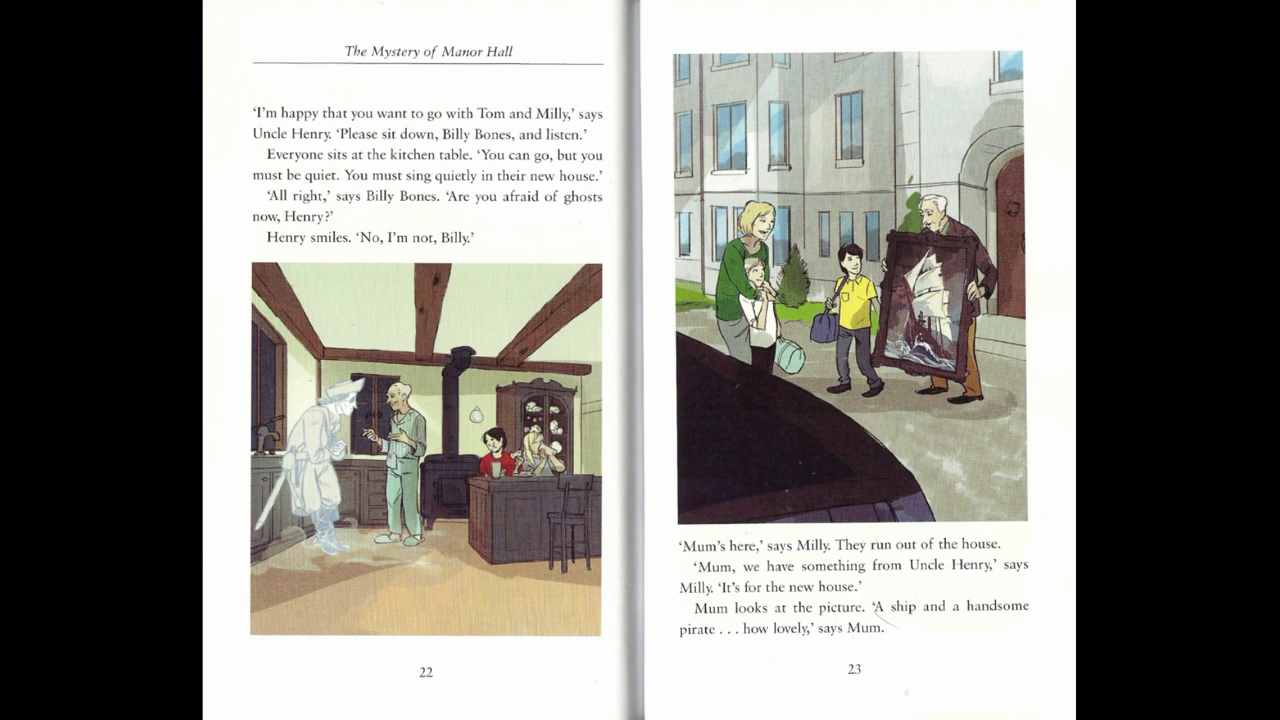 The Mystery of Manor Hall
‘I’m happy that you want to go with Tom and Milly,’ says
Uncle Henry. ‘Please sit down, Billy Bones, and listen.’
Everyone sits at the kitchen table. ‘You can go, but you
must be quiet. You must sing quietly in their new house.’
‘All right,’ says Billy Bones. ‘Are you afraid of ghosts
now, Henry?’
Henry smiles. ‘No, I’m not, Billy.’
22
‘Mum’s here,’ says Milly. They run out of the house.
‘Mum, we have something from Uncle Henry,’ says
Milly. ‘It’s for the new house.’
Mum looks at the picture. ‘A ship and a handsome
pirate . . . how lovely,’ says Mum.
23